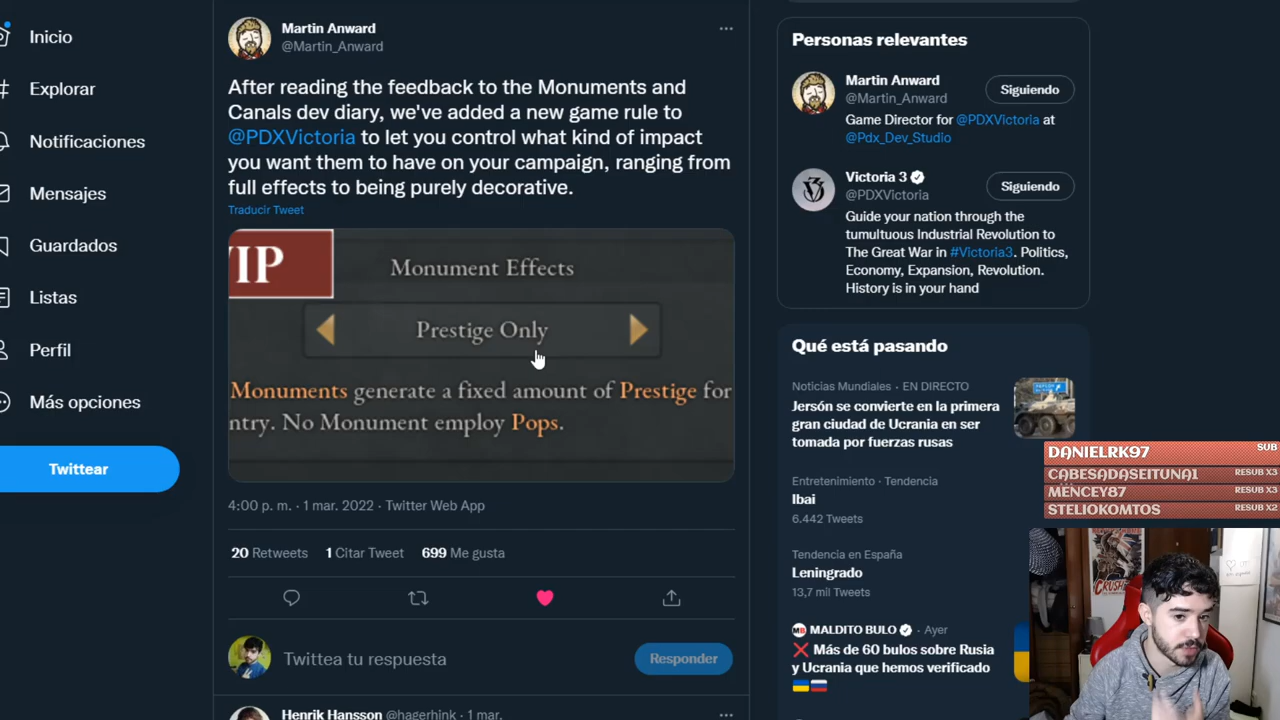 Inicio
Explorar
Notificaciones
Mensajes
Guardados
Listas
Perfil
Más opciones
Twittear
Martin Anward
@Martin_Anward
After reading the feedback to the Monuments and
Canals dev diary, we've added a new game rule to
@PDXVictoria to let you control what kind of impact
you want them to have on your campaign, ranging from
full effects to being purely decorative.
Traducir Tweet
VIP
Monument Effects
Prestige Only
Monuments generate a fixed amount of Prestige for
ntry. No Monument employ Pops.
4:00 p. m. · 1 mar. 2022 · Twitter Web App
20 Retweets 1 Citar Tweet 699 Me gusta
Twittea tu respuesta
Responder
Henrik Hansson @hagerhink · 1 mar.
Personas relevantes
Martin Anward
@Martin_Anward
Siguiendo
Game Director for @PDXVictoria at
@Pdx_Dev_Studio
Victoria 3
@PDXVictoria
Siguiendo
Guide your nation through the
tumultuous Industrial Revolution to
The Great War in #Victoria3. Politics,
Economy, Expansion, Revolution.
History is in your hand
Qué está pasando
Noticias Mundiales · EN DIRECTO
Jersón se convierte en la primera
gran ciudad de Ucrania en ser
tomada por fuerzas rusas
Entretenimiento · Tendencia
Ibai
6.442 Tweets
Tendencia en España
Leningrado
13,7 mil Tweets
MALDITO BULO · Ayer
❌ Más de 60 bulos sobre Rusia
y Ucrania que hemos verificado
🇺🇦🇷🇺
DANIELRK97 SUB
CABESADASEITUNA1 RESUB X3
MENCEY87 RESUB X3
STELIOKOMTOS RESUB X2